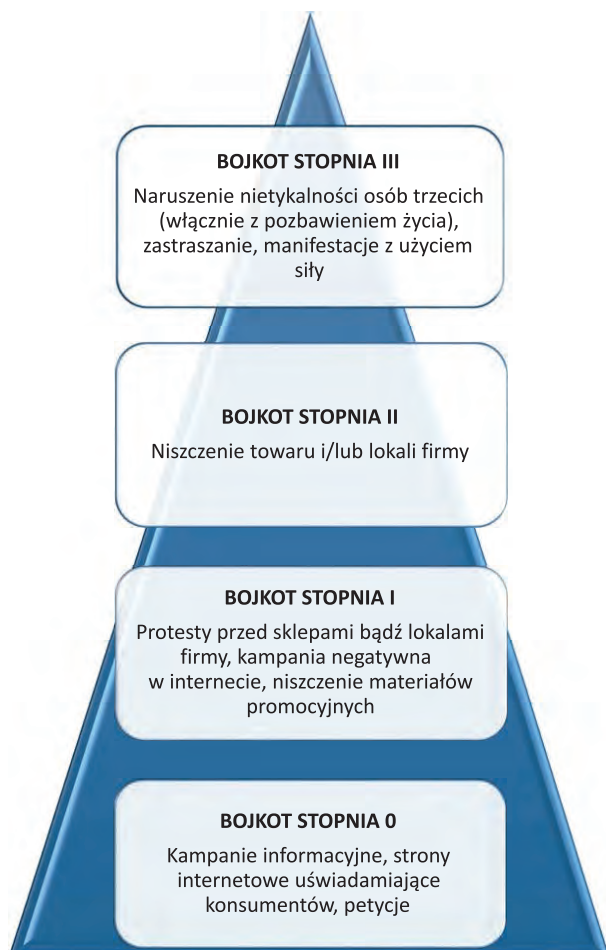 BOJKOT STOPNIA III
Naruszenie nietykalności osób trzecich
(włącznie z pozbawieniem życia),
zastraszanie, manifestacje z użyciem
siły
BOJKOT STOPNIA II
Niszczenie towaru i/lub lokali firmy
BOJKOT STOPNIA I
Protesty przed sklepami bądź lokalami
firmy, kampania negatywna
w internecie, niszczenie materiałów
promocyjnych
BOJKOT STOPNIA 0
Kampanie informacyjne, strony
internetowe uświadamiające
konsumentów, petycje